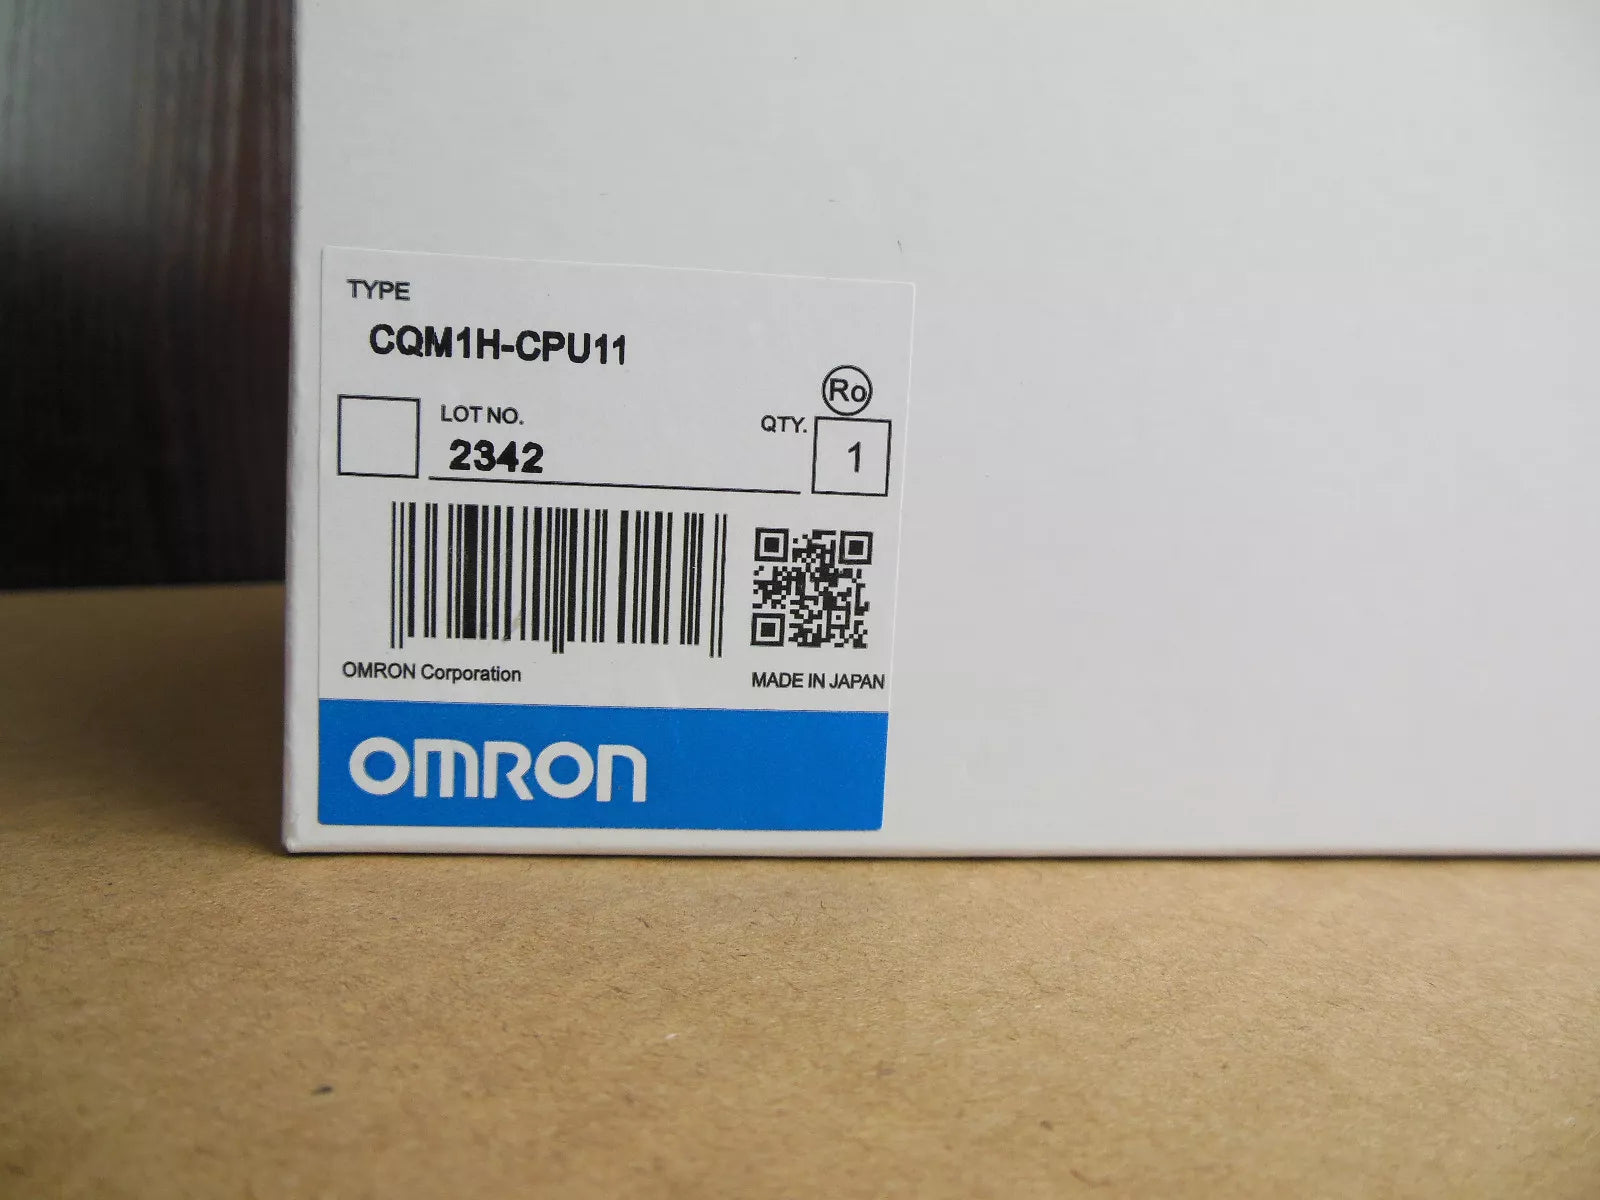 TYPE
CQM1H-CPU11
Ro
LOT NO.
QTY.
2342
1
OMRON Corporation
MADE IN JAPAN
OMRON